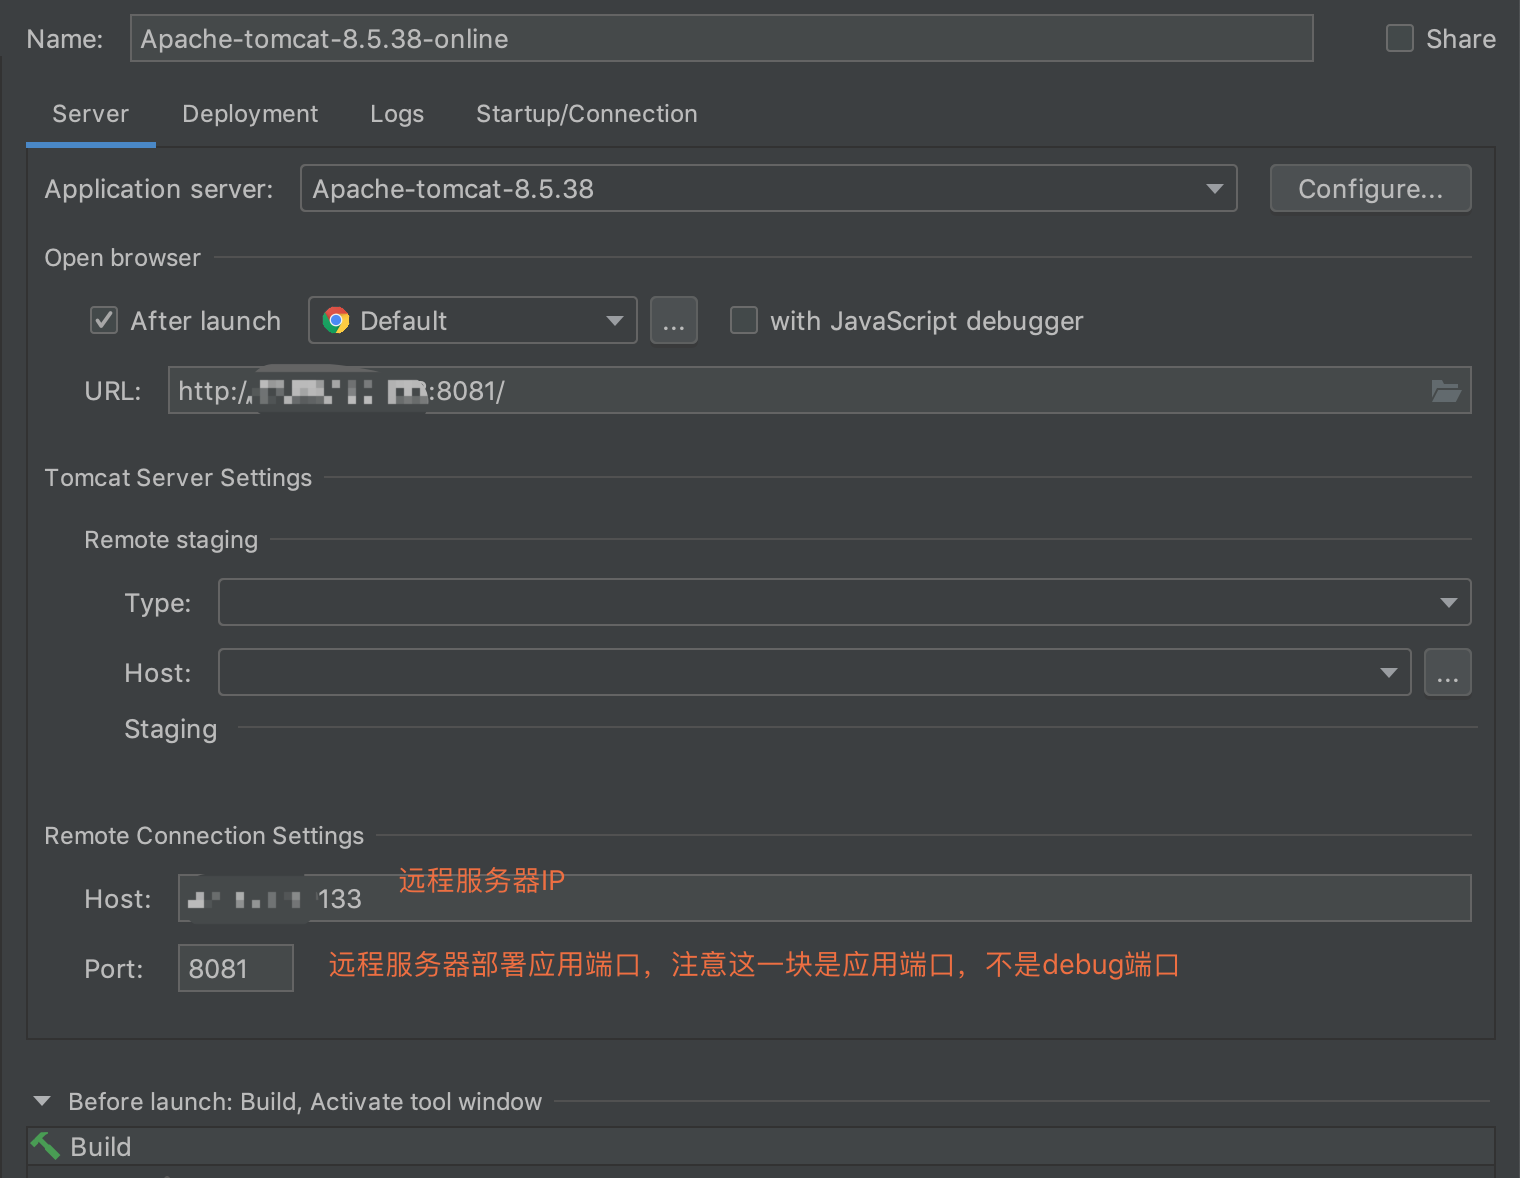 Name: Apache-tomcat-8.5.38-online Share
Server Deployment Logs Startup/Connection
Application server: Apache-tomcat-8.5.38 Configure...
Open browser
After launch Default ... with JavaScript debugger
URL: http:/ :8081/
Tomcat Server Settings
Remote staging
Type:
Host: ...
Staging
Remote Connection Settings
远程服务器IP
Host: 133
Port: 8081 远程服务器部署应用端口，注意这一块是应用端口，不是debug端口
Before launch: Build, Activate tool window
Build